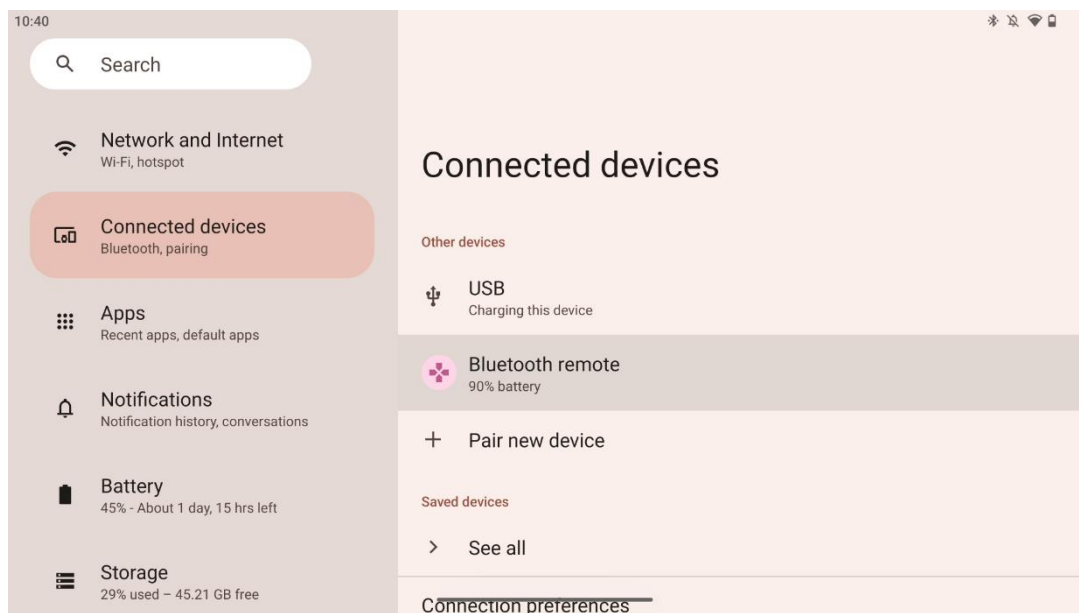 10:40
Search
Network and Internet
Wi-Fi, hotspot
Connected devices
Bluetooth, pairing
Apps
Recent apps, default apps
Notifications
Notification history, conversations
Battery
45% - About 1 day, 15 hrs left
Storage
29% used – 45.21 GB free
Connected devices
Other devices
USB
Charging this device
Bluetooth remote
90% battery
Pair new device
Saved devices
See all
Connection preferences